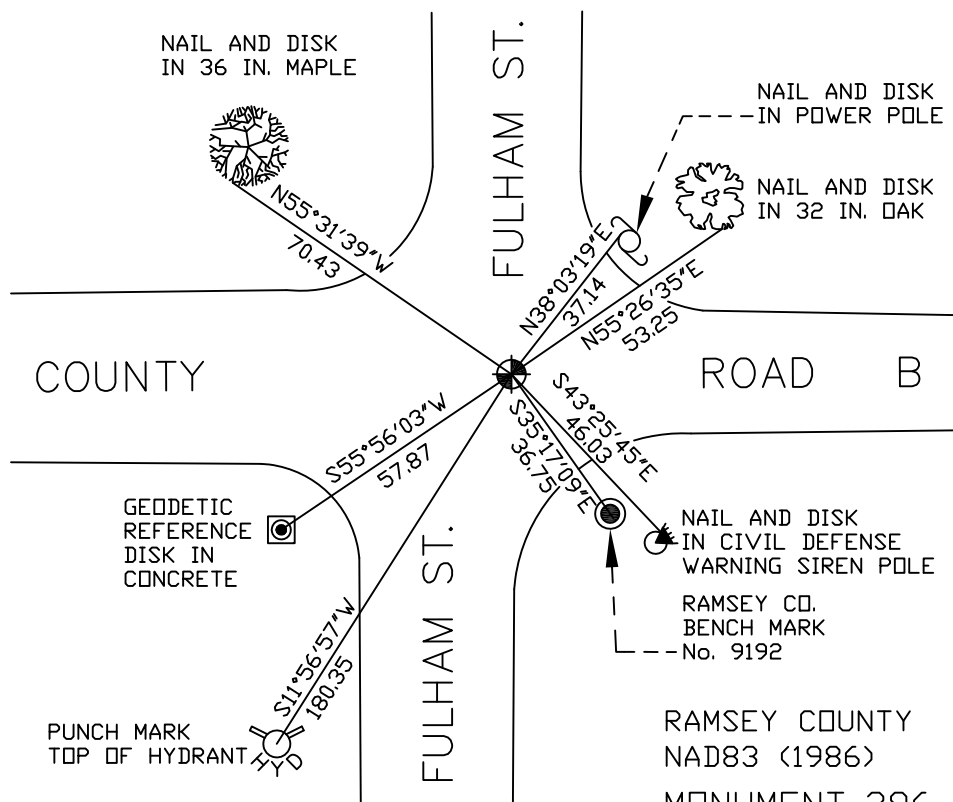 NAIL AND DISK
IN 36 IN. MAPLE
FULHAM ST.
NAIL AND DISK
IN POWER POLE
NAIL AND DISK
IN 32 IN. OAK
N55°31'39"W
70.43
N38°03'19"E
37.14
N55°26'35"E
53.25
COUNTY
ROAD B
S55°56'03"W
57.87
S35°17'09"E
36.75
S43°25'45"E
46.03
GEODETIC
REFERENCE
DISK IN
CONCRETE
NAIL AND DISK
IN CIVIL DEFENSE
WARNING SIREN POLE
RAMSEY CO.
BENCH MARK
No. 9192
S11°56'57"W
180.35
FULHAM ST.
PUNCH MARK
TOP OF HYDRANT
HYD
RAMSEY COUNTY
NAD83 (1986)
MONUMENT